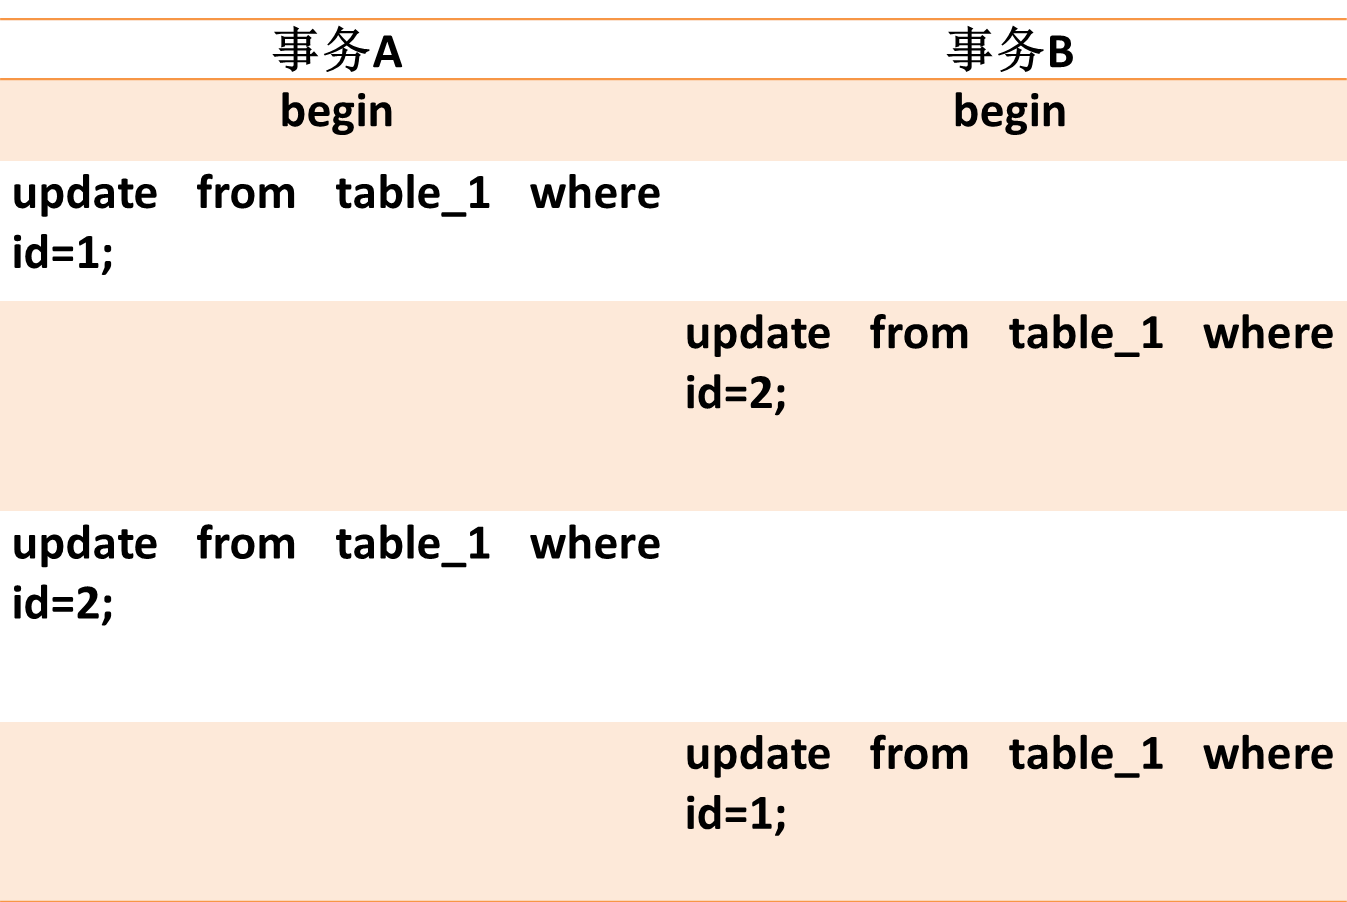 事务A
事务B
begin
begin
update from table_1 where
id=1;
update from table_1 where
id=2;
update from table_1 where
id=2;
update from table_1 where
id=1;